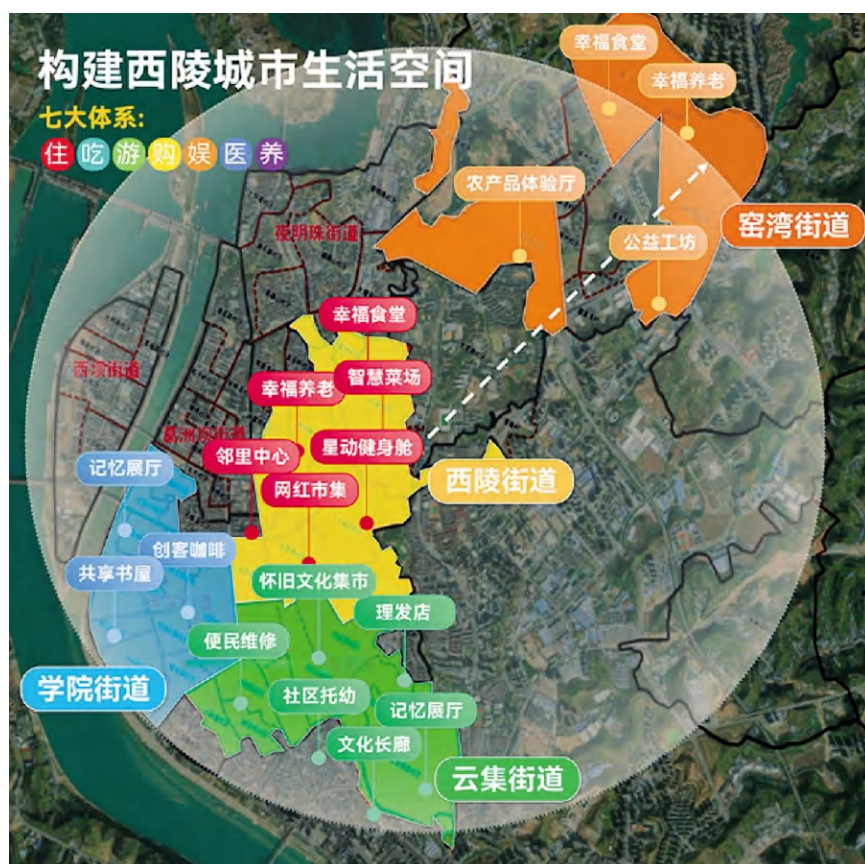 构建西陵城市生活空间
七大体系:
住 吃 游 购 娱 医 养
幸福食堂
幸福养老
农产品体验厅
窑湾街道
公益工坊
夜明珠街道
幸福食堂
西坝街道
幸福养老
智慧菜场
邻里中心
星动健身舱
记忆展厅
网红市集
西陵街道
创客咖啡
共享书屋
怀旧文化集市
理发店
便民维修
学院街道
社区托幼
记忆展厅
文化长廊
云集街道